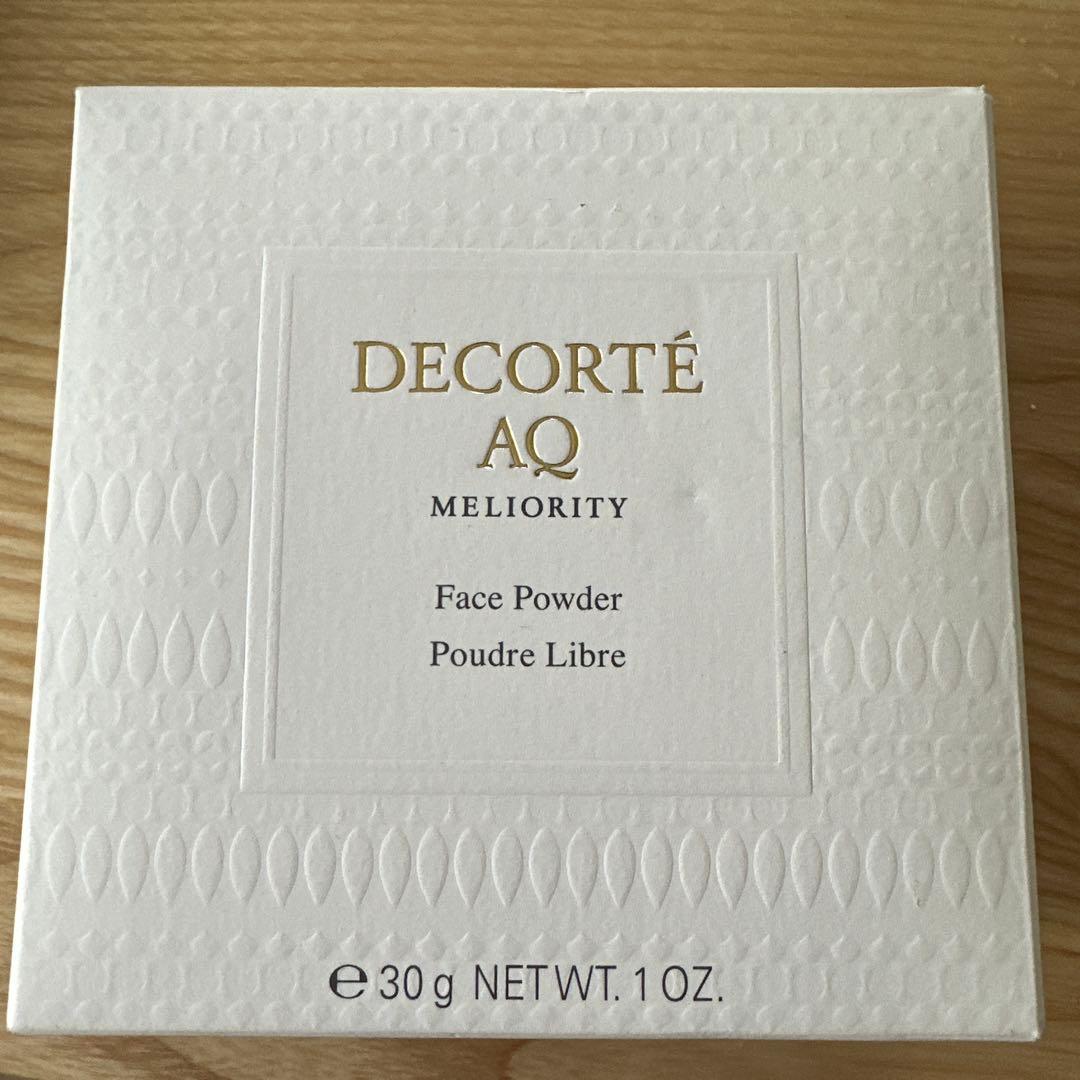 DECORTÉ
AQ
MELIORITY
Face Powder
Poudre Libre
℮ 30 g NET WT. 1 OZ.